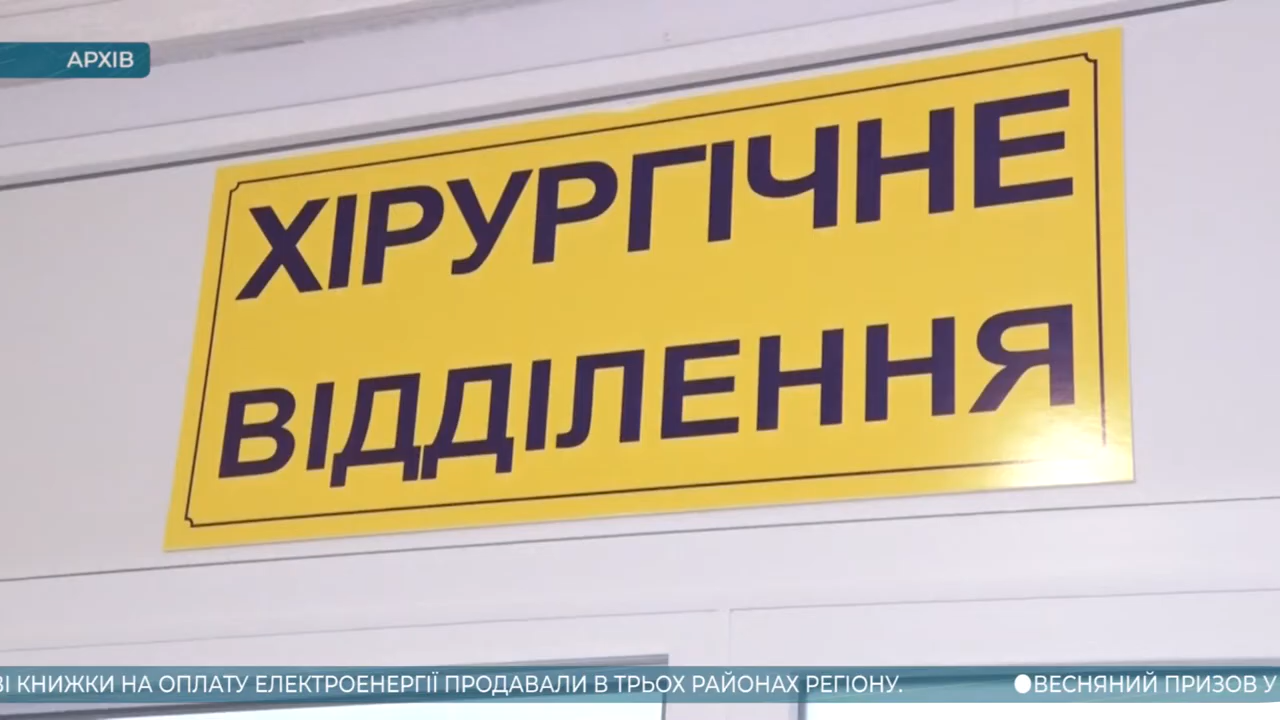 АРХІВ
ХІРУРГІЧНЕ
ВІДДІЛЕННЯ
КНИЖКИ НА ОПЛАТУ ЕЛЕКТРОЕНЕРГІЇ ПРОДАВАЛИ В ТРЬОХ РАЙОНАХ РЕГІОНУ. ●ВЕСНЯНИЙ ПРИЗОВ У